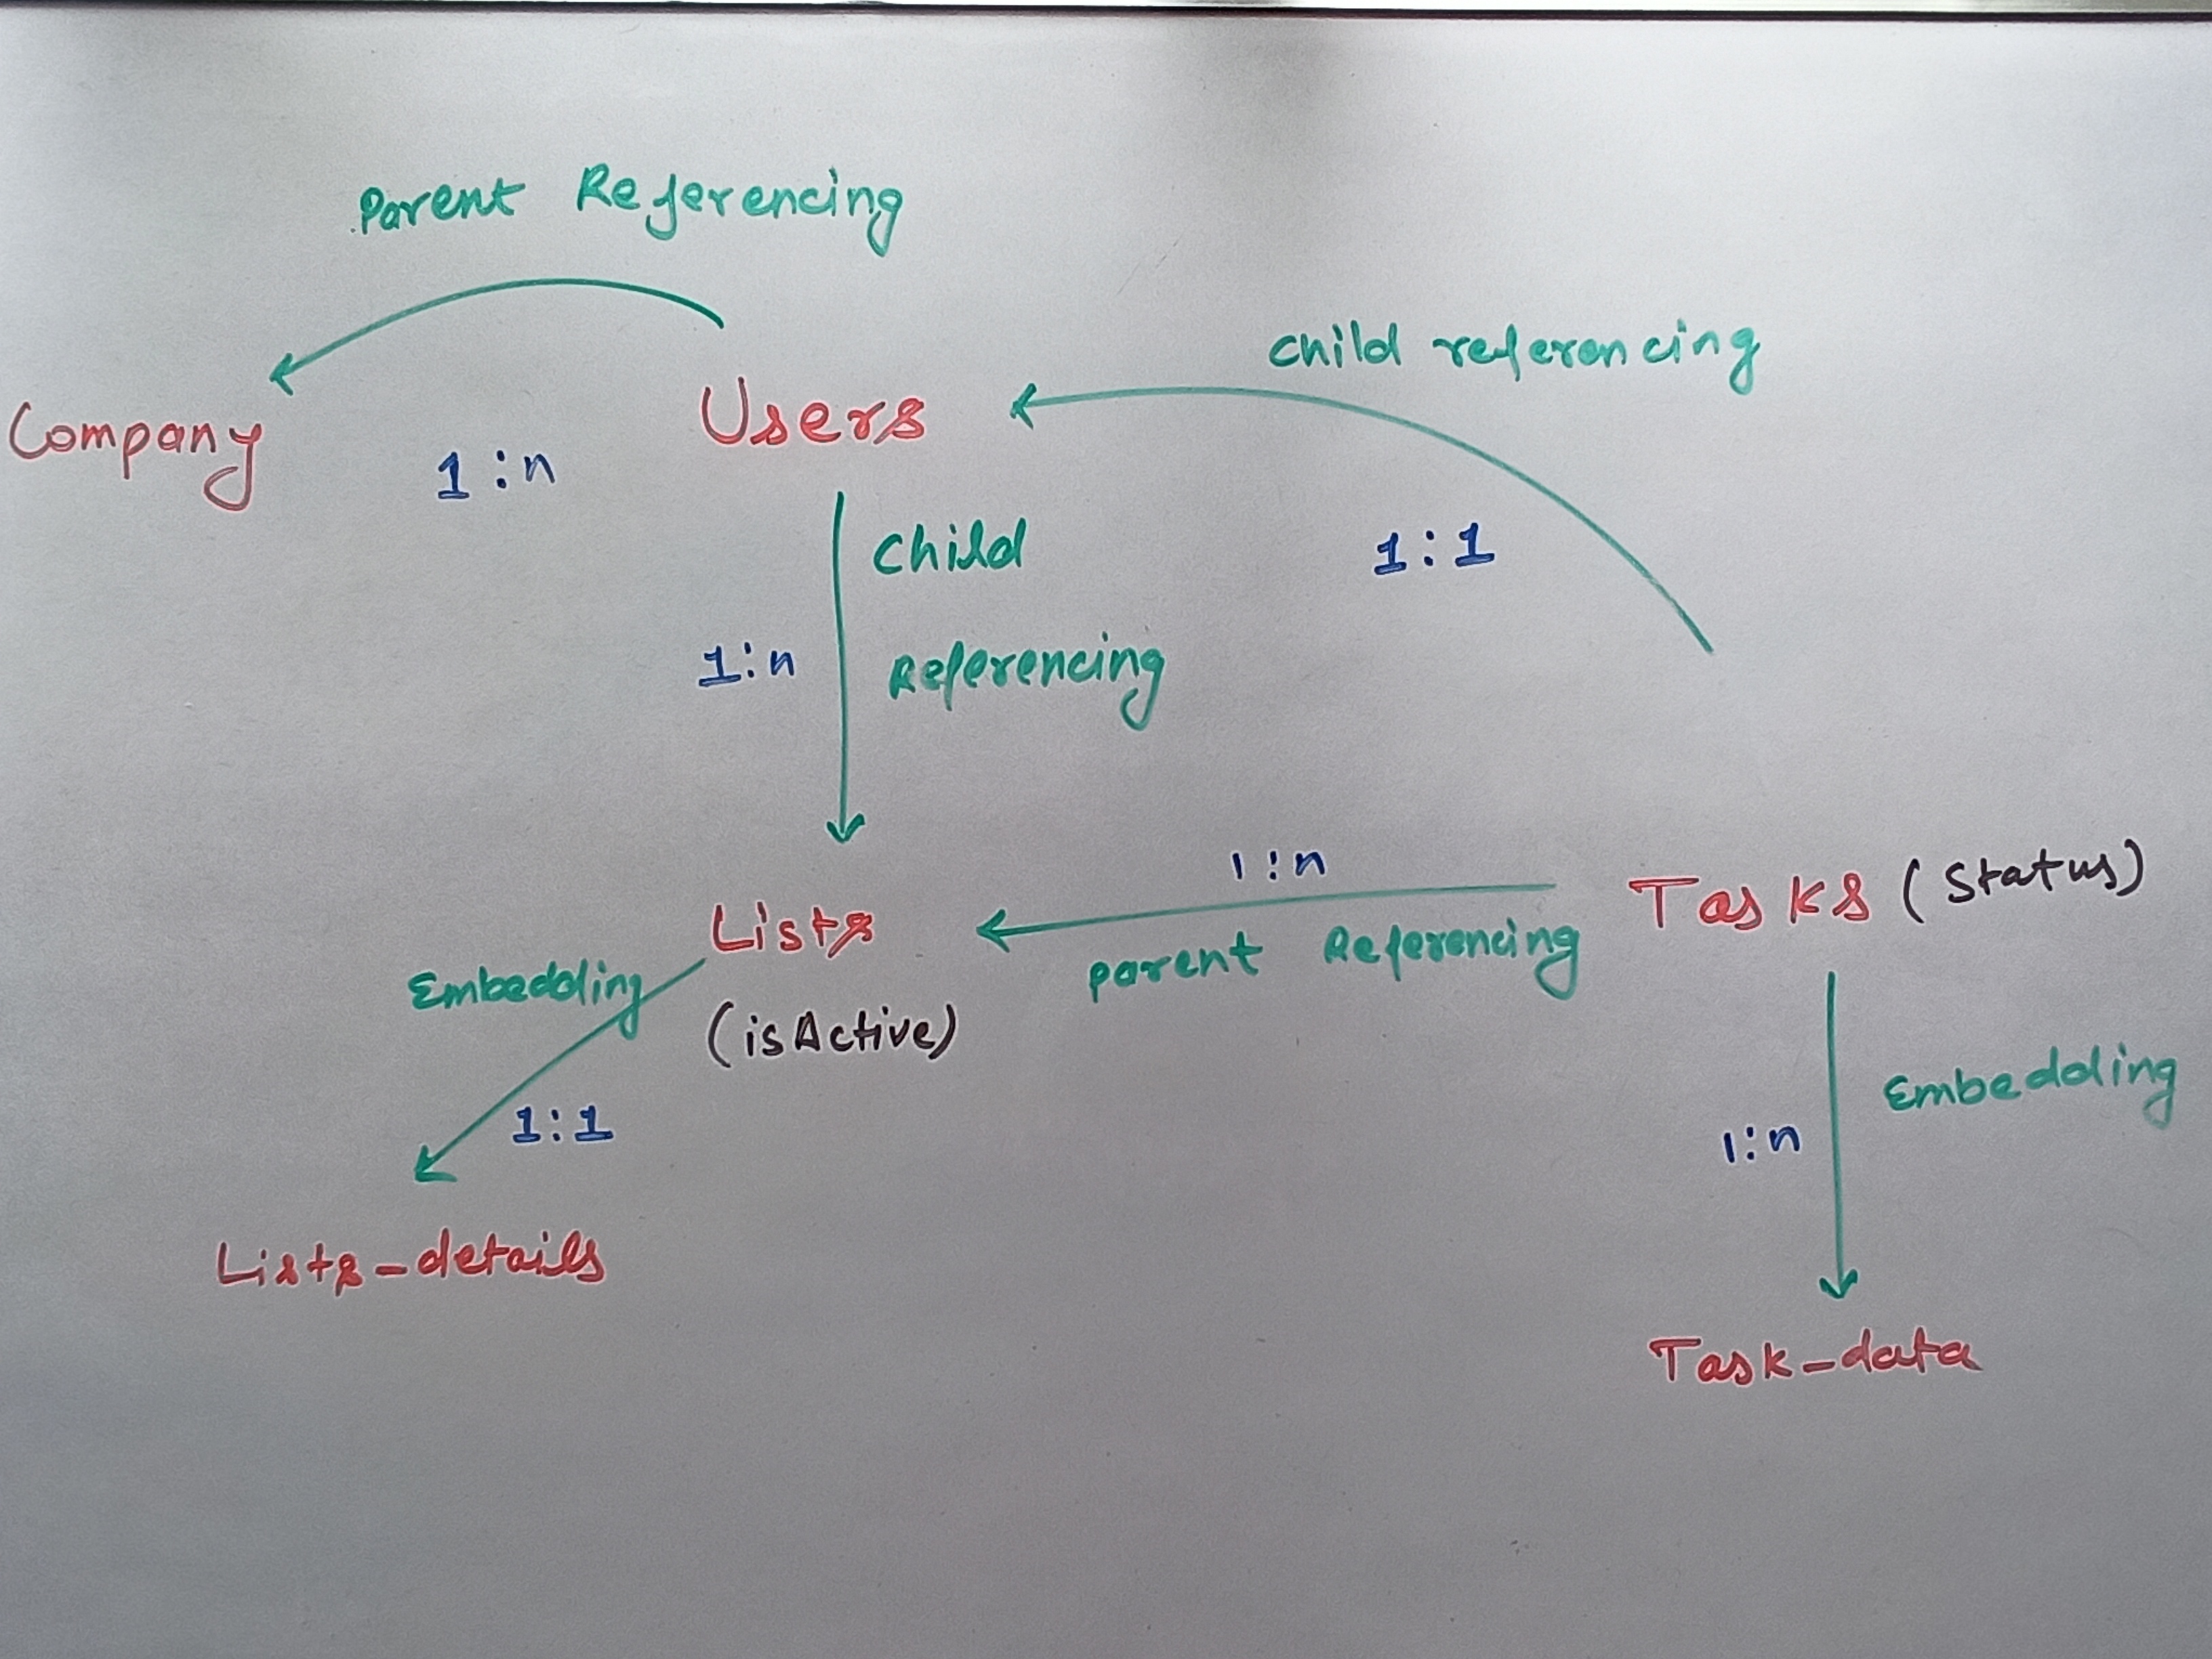 Parent Referencing
Child referencing
Company
1:n
Users
1:1
Child
1:n
Referencing
1:n
Tasks (Status)
Lists
parent Referencing
Embedding
(isActive)
Embedding
1:1
1:n
Lists-details
Task-data